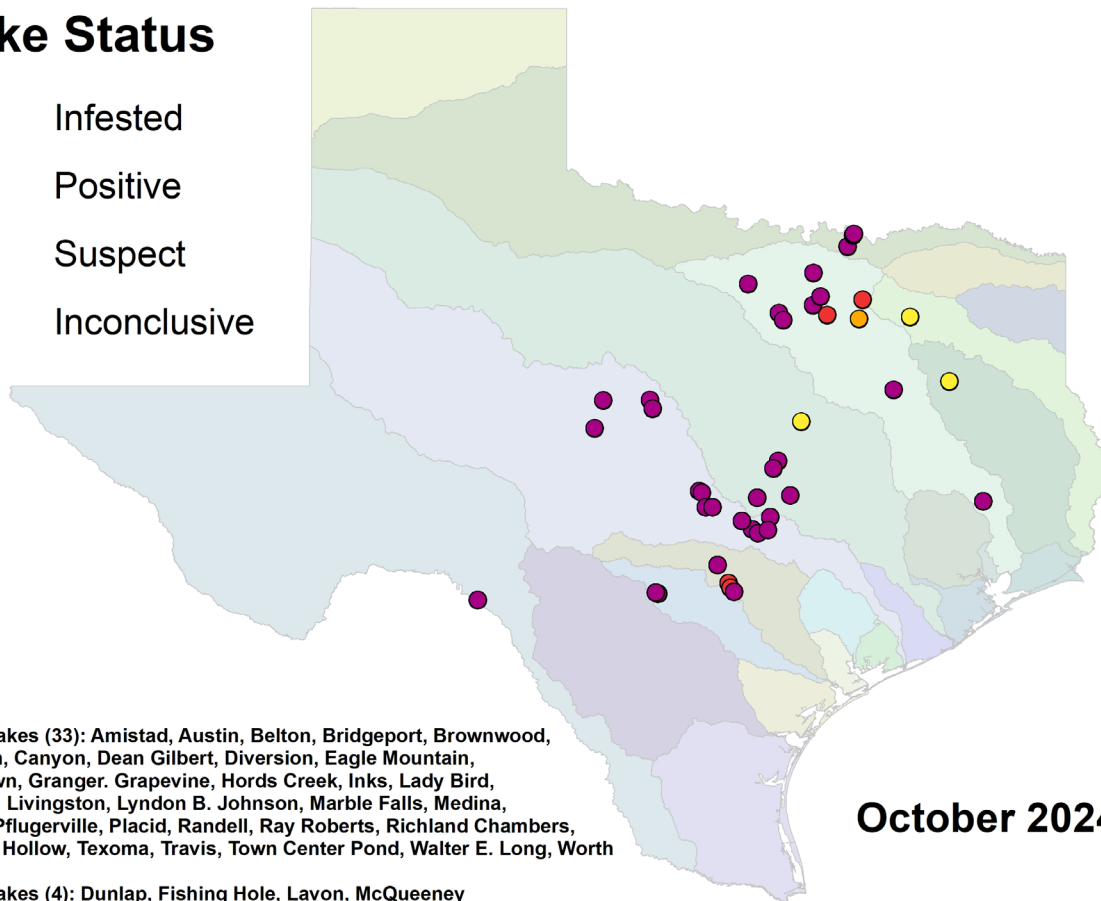 ke Status
Infested
Positive
Suspect
Inconclusive
akes (33): Amistad, Austin, Belton, Bridgeport, Brownwood,
, Canyon, Dean Gilbert, Diversion, Eagle Mountain,
wn, Granger. Grapevine, Hords Creek, Inks, Lady Bird,
Livingston, Lyndon B. Johnson, Marble Falls, Medina,
Pflugerville, Placid, Randell, Ray Roberts, Richland Chambers,
Hollow, Texoma, Travis, Town Center Pond, Walter E. Long, Worth
October 2024
akes (4): Dunlap, Fishing Hole, Lavon, McQueeney